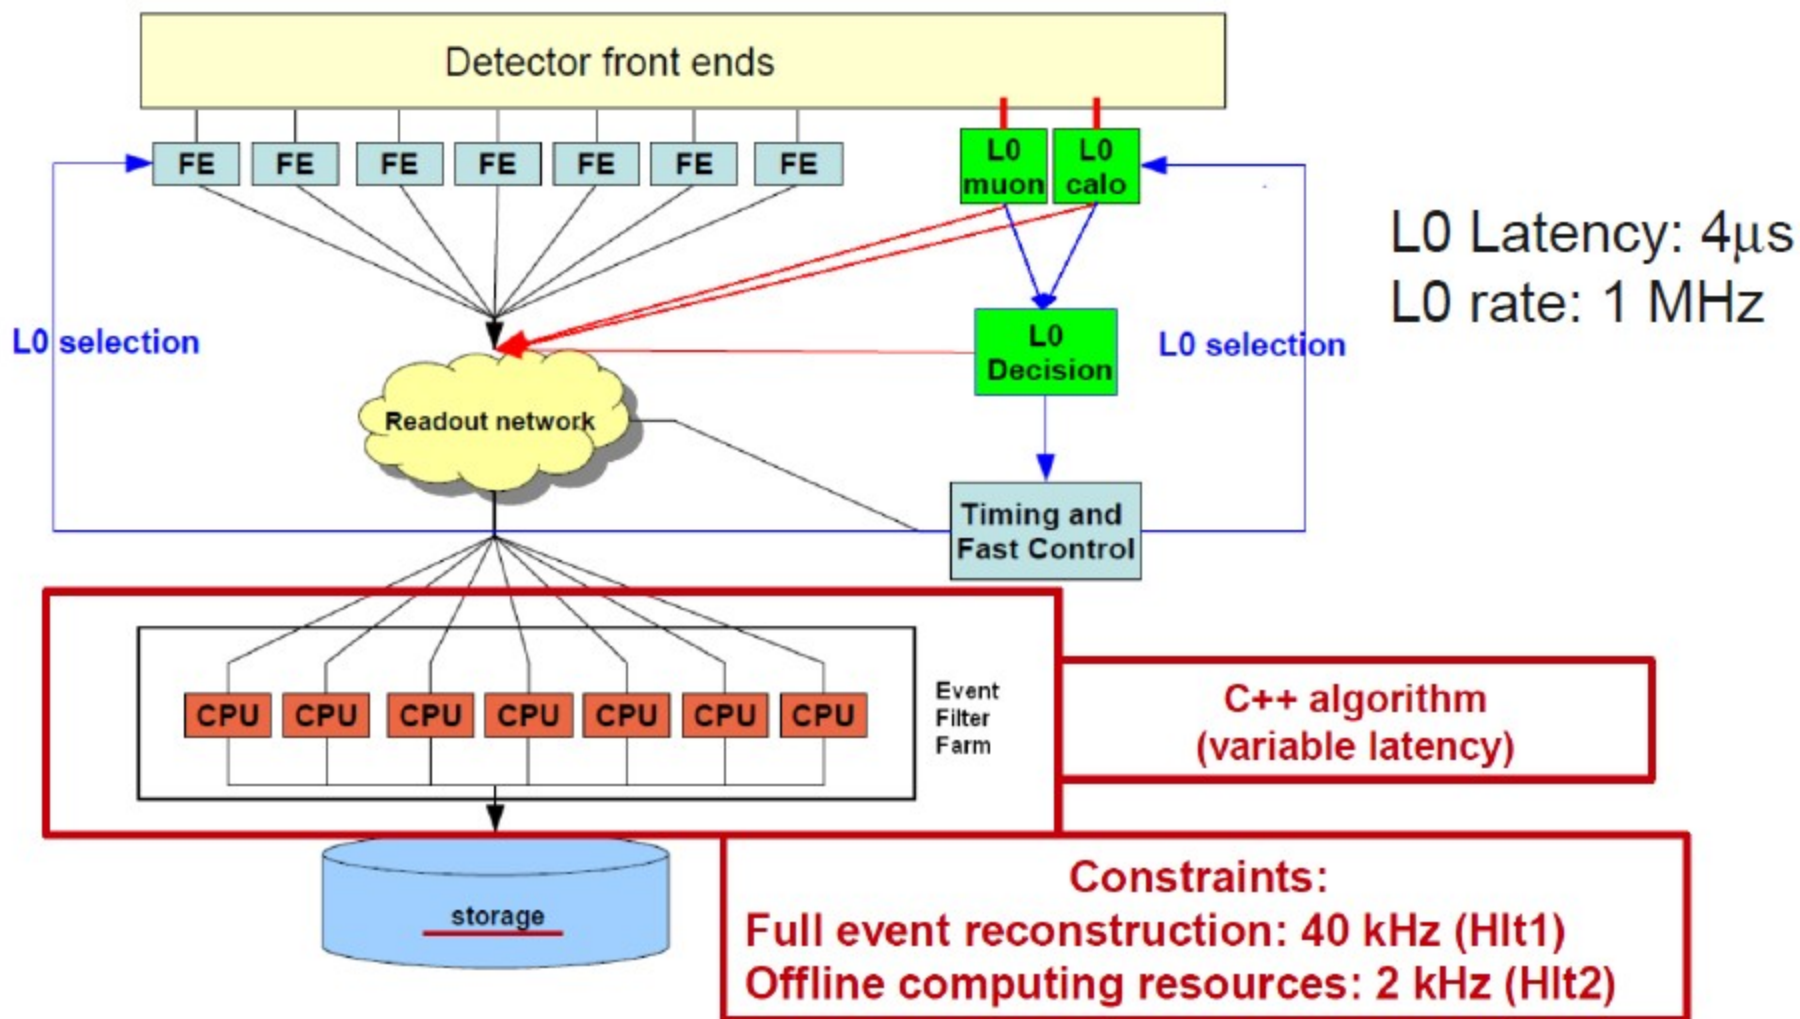 Detector front ends
FE FE FE FE FE FE FE
L0
muon
L0
calo
L0 Latency: 4μs
L0 rate: 1 MHz
L0 selection
L0
Decision
L0 selection
Readout network
Timing and
Fast Control
CPU CPU CPU CPU CPU CPU CPU
Event
Filter
Farm
C++ algorithm
(variable latency)
storage
Constraints:
Full event reconstruction: 40 kHz (Hlt1)
Offline computing resources: 2 kHz (Hlt2)